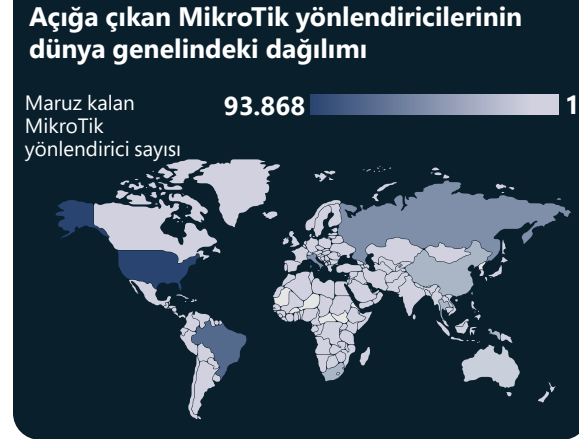 Açığa çıkan MikroTik yönlendiricilerinin
dünya genelindeki dağılımı
Maruz kalan
MikroTik
yönlendirici sayısı
93.868
1